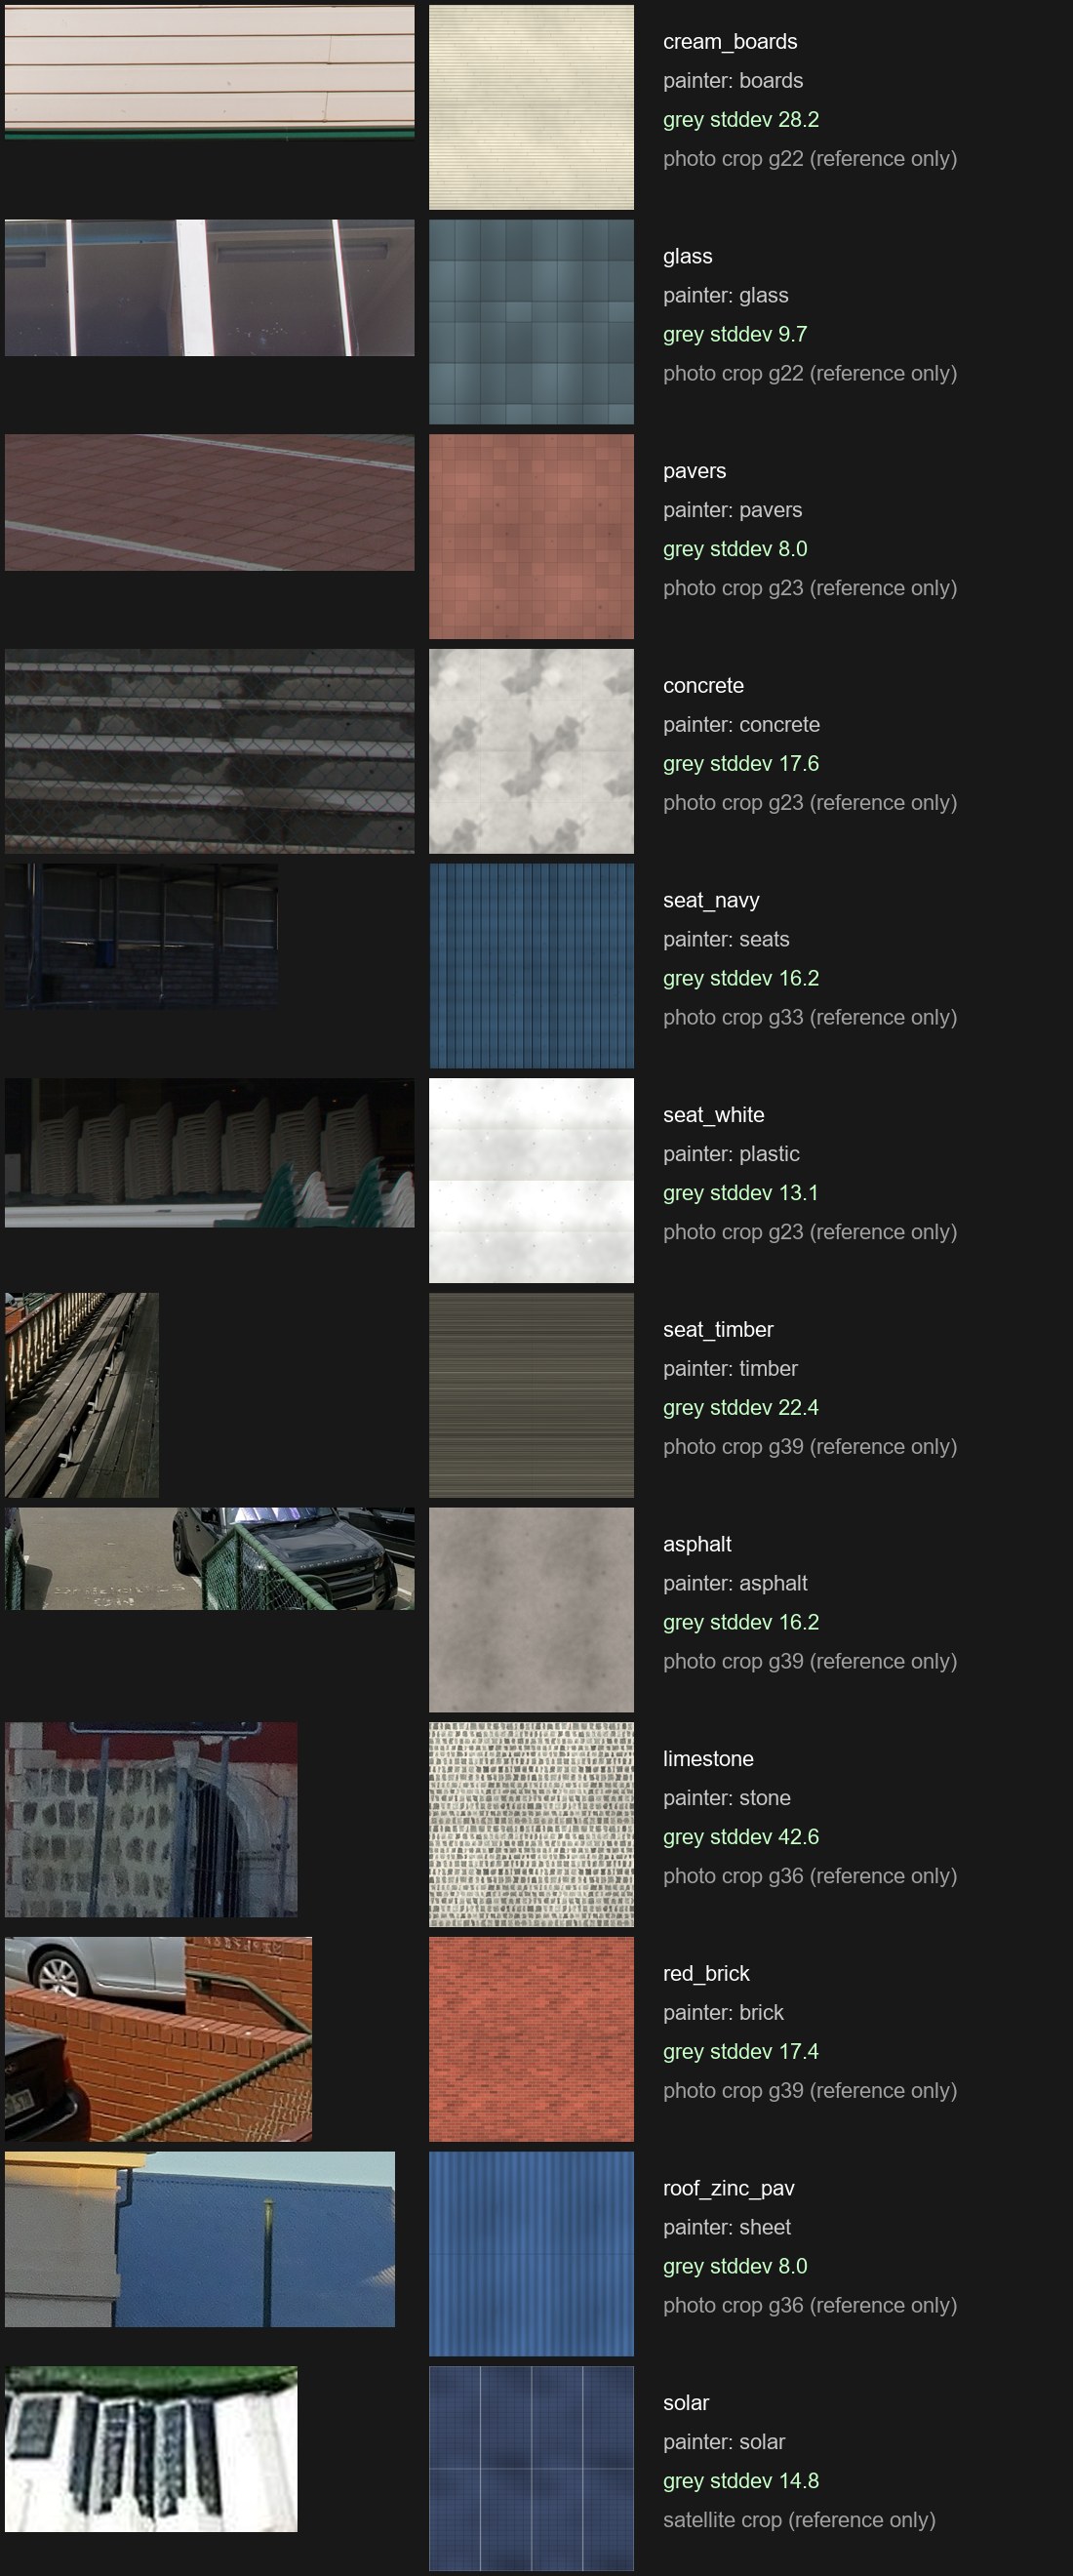 cream_boards
painter: boards
grey stddev 28.2
photo crop g22 (reference only)
glass
painter: glass
grey stddev 9.7
photo crop g22 (reference only)
pavers
painter: pavers
grey stddev 8.0
photo crop g23 (reference only)
concrete
painter: concrete
grey stddev 17.6
photo crop g23 (reference only)
seat_navy
painter: seats
grey stddev 16.2
photo crop g33 (reference only)
seat_white
painter: plastic
grey stddev 13.1
photo crop g23 (reference only)
seat_timber
painter: timber
grey stddev 22.4
photo crop g39 (reference only)
asphalt
painter: asphalt
grey stddev 16.2
photo crop g39 (reference only)
limestone
painter: stone
grey stddev 42.6
photo crop g36 (reference only)
red_brick
painter: brick
grey stddev 17.4
photo crop g39 (reference only)
roof_zinc_pav
painter: sheet
grey stddev 8.0
photo crop g36 (reference only)
solar
painter: solar
grey stddev 14.8
satellite crop (reference only)